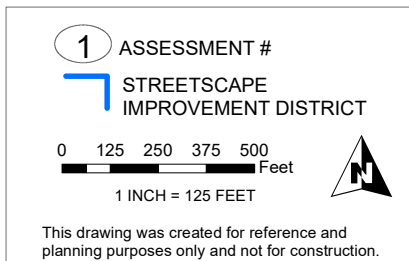 1 ASSESSMENT #
STREETSCAPE
IMPROVEMENT DISTRICT
0 125 250 375 500
Feet
1 INCH = 125 FEET
N
This drawing was created for reference and
planning purposes only and not for construction.